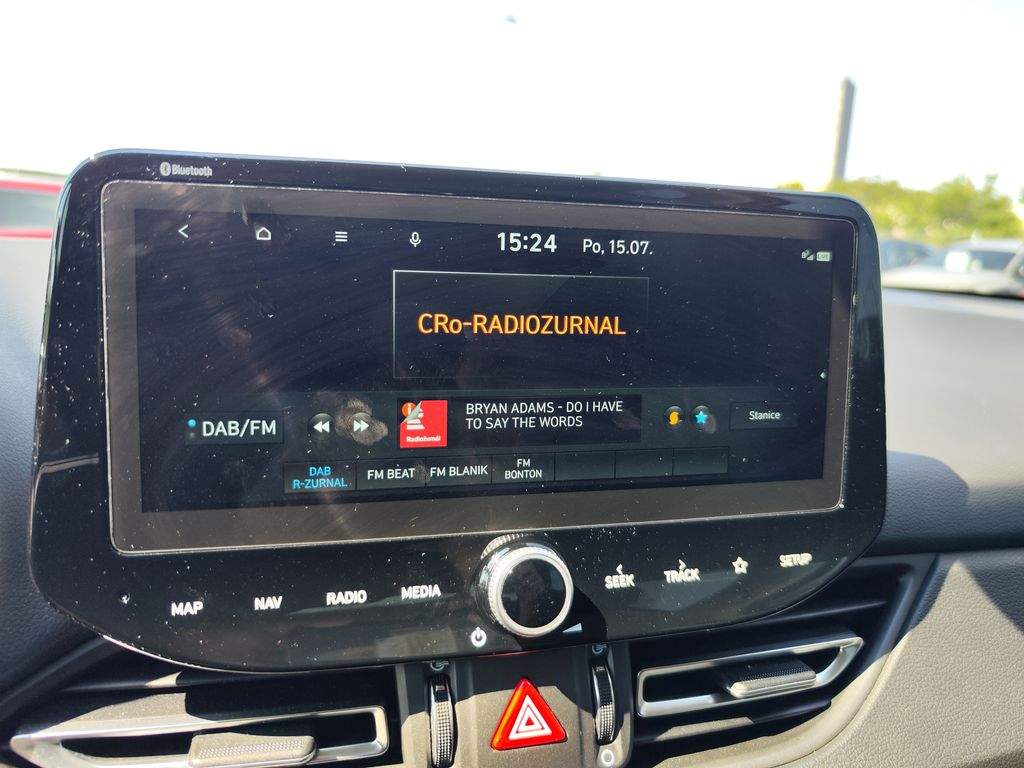 Bluetooth
15:24 Po, 15.07.
CRo-RADIOZURNAL
DAB/FM
Radiožurnál
BRYAN ADAMS - DO I HAVE
TO SAY THE WORDS
Stanice
DAB
R-ZURNAL
FM BEAT
FM BLANIK
FM
BONTON
MAP
NAV
RADIO
MEDIA
SEEK
TRACK
SETUP